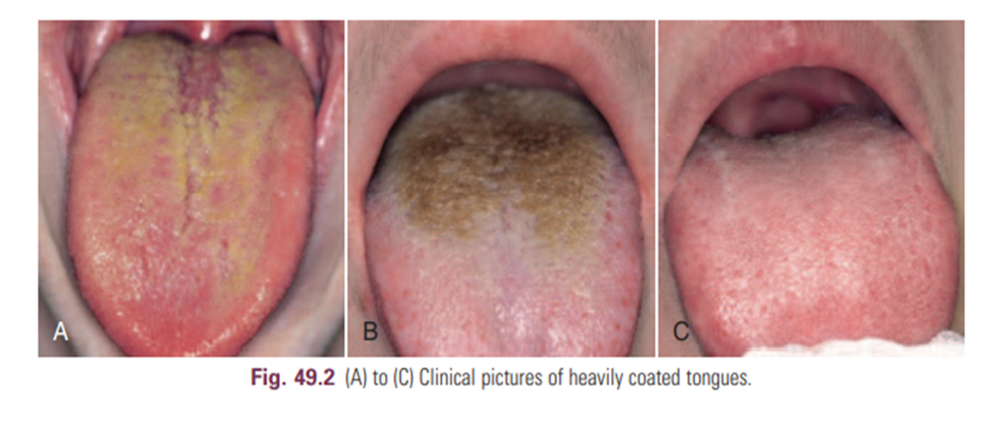 A
B
C
Fig. 49.2 (A) to (C) Clinical pictures of heavily coated tongues.